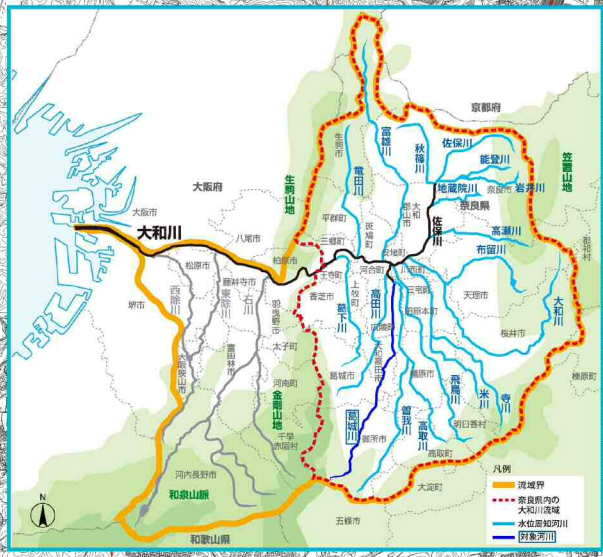 京都府
大阪府
奈良県
和歌山県
生駒山地
笠置山地
金剛山地
和泉山脈
大和川
佐保川
富雄川
秋篠川
佐保川
能登川
地蔵院川
岩井川
高瀬川
布留川
大和川
竜田川
葛下川
高田川
葛城川
曽我川
高取川
飛鳥川
米川
寺川
西除川
東除川
石川
生駒市
奈良市
大和郡山市
平群町
斑鳩町
三郷町
安堵町
王寺町
河合町
川西町
三宅町
田原本町
上牧町
広陵町
香芝市
大和高田市
葛城市
橿原市
天理市
桜井市
都祁村
榛原町
明日香村
高取町
御所市
大淀町
五條市
大阪市
八尾市
柏原市
松原市
藤井寺市
羽曳野市
堺市
大阪狭山市
富田林市
太子町
河南町
千早赤阪村
河内長野市
N
凡例
流域界
奈良県内の
大和川流域
水位周知河川
対象河川